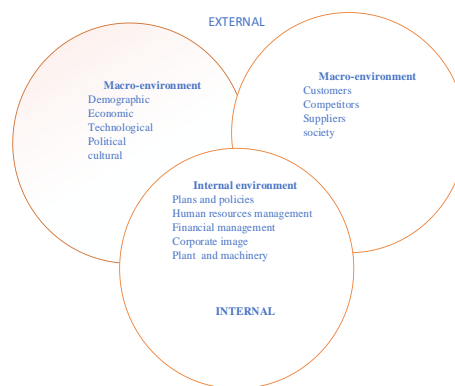 EXTERNAL
Macro-environment
Demographic
Economic
Technological
Political
cultural
Macro-environment
Customers
Competitors
Suppliers
society
Internal environment
Plans and policies
Human resources management
Financial management
Corporate image
Plant and machinery
INTERNAL